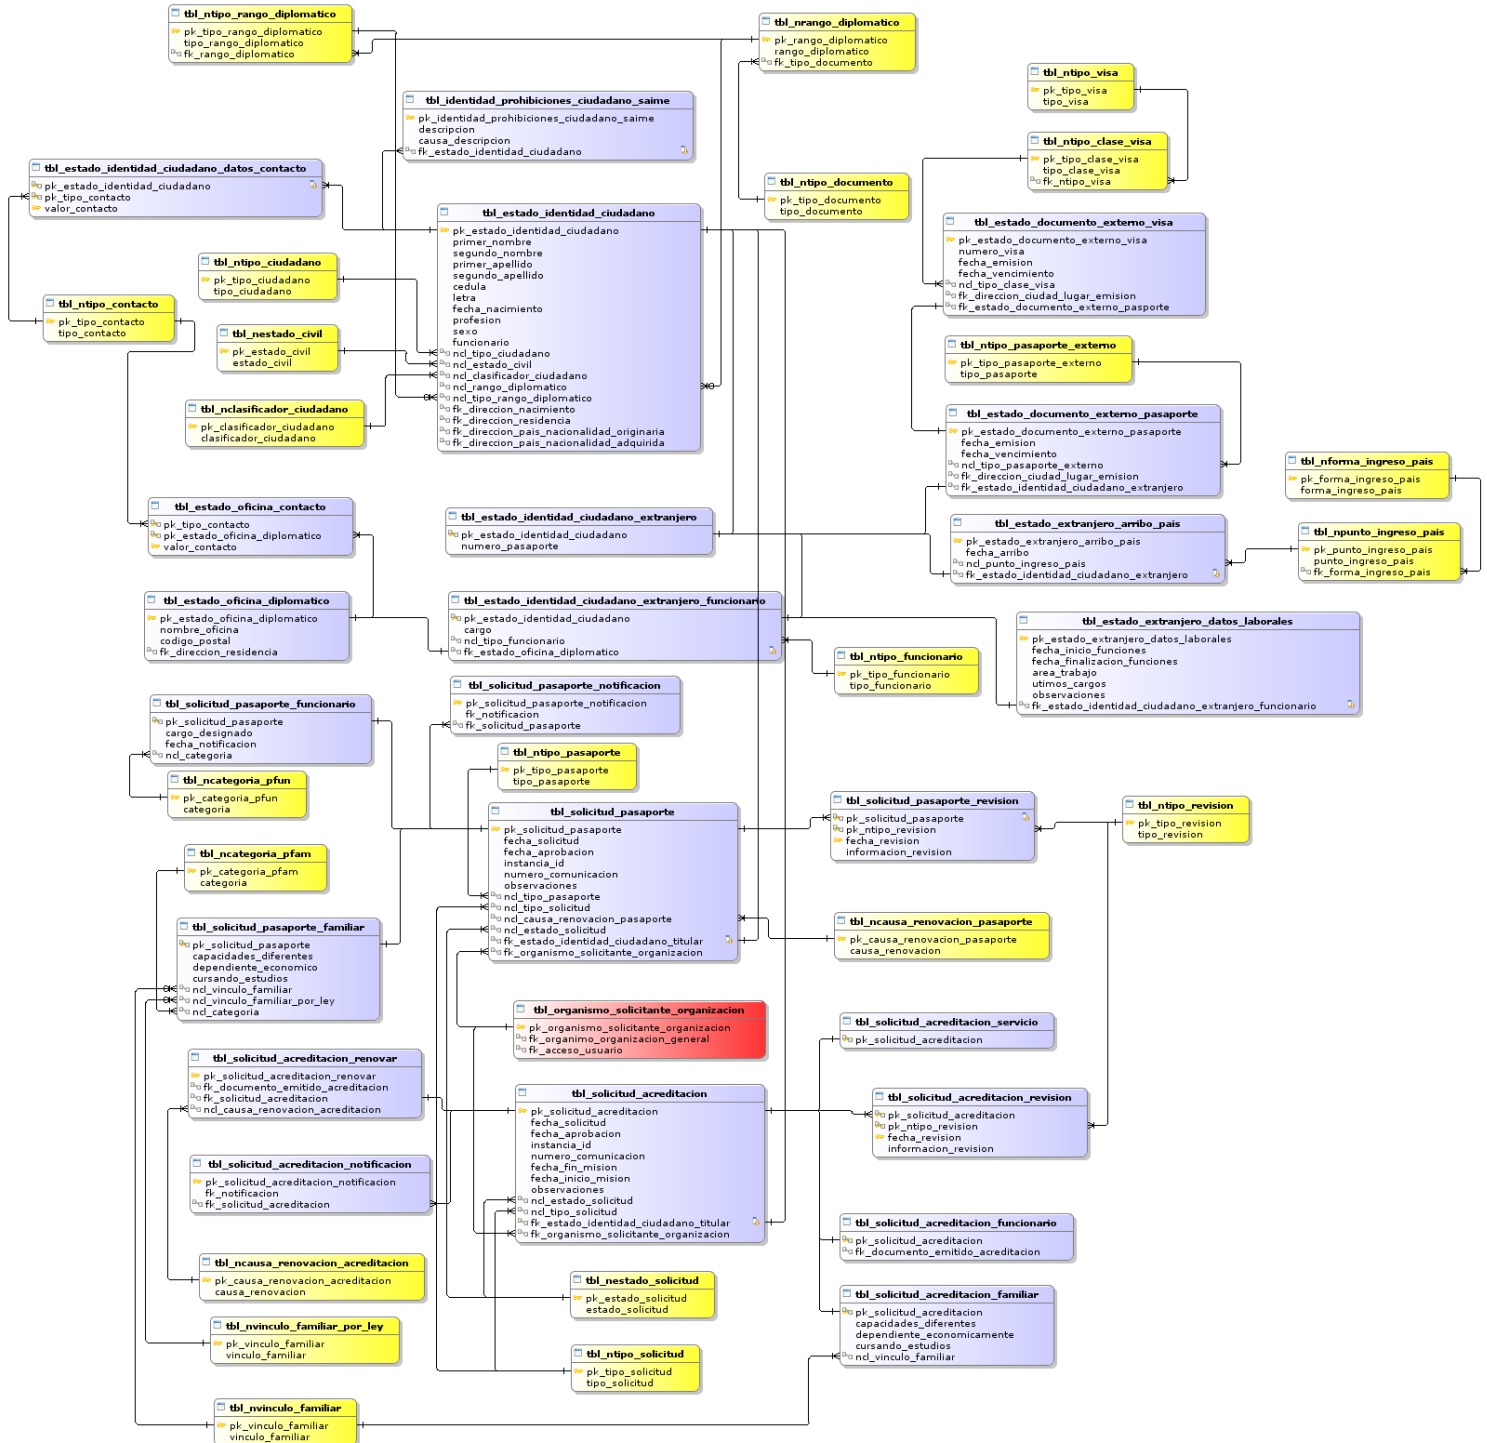 tbl_ntipo_rango_diplomatico
pk_tipo_rango_diplomatico
tipo_rango_diplomatico
fk_rango_diplomatico
tbl_nrango_diplomatico
pk_rango_diplomatico
rango_diplomatico
fk_tipo_documento
tbl_ntipo_visa
pk_tipo_visa
tipo_visa
tbl_identidad_prohibiciones_ciudadano_saime
pk_identidad_prohibiciones_ciudadano_saime
descripcion
causa_descripcion
fk_estado_identidad_ciudadano
tbl_ntipo_clase_visa
pk_tipo_clase_visa
tipo_clase_visa
fk_ntipo_visa
tbl_estado_identidad_ciudadano_datos_contacto
pk_estado_identidad_ciudadano
pk_tipo_contacto
valor_contacto
tbl_ntipo_documento
pk_tipo_documento
tipo_documento
tbl_estado_identidad_ciudadano
pk_estado_identidad_ciudadano
primer_nombre
segundo_nombre
primer_apellido
segundo_apellido
cedula
letra
fecha_nacimiento
profesion
sexo
funcionario
ncl_tipo_ciudadano
ncl_estado_civil
ncl_clasificador_ciudadano
ncl_rango_diplomatico
ncl_tipo_rango_diplomatico
fk_direccion_nacimiento
fk_direccion_residencia
fk_direccion_pais_nacionalidad_originaria
fk_direccion_pais_nacionalidad_adquirida
tbl_estado_documento_externo_visa
pk_estado_documento_externo_visa
numero_visa
fecha_emision
fecha_vencimiento
ncl_tipo_clase_visa
fk_direccion_ciudad_lugar_emision
fk_estado_documento_externo_pasporte
tbl_ntipo_ciudadano
pk_tipo_ciudadano
tipo_ciudadano
tbl_ntipo_contacto
pk_tipo_contacto
tipo_contacto
tbl_nestado_civil
pk_estado_civil
estado_civil
tbl_ntipo_pasaporte_externo
pk_tipo_pasaporte_externo
tipo_pasaporte
tbl_nclasificador_ciudadano
pk_clasificador_ciudadano
clasificador_ciudadano
tbl_estado_documento_externo_pasaporte
pk_estado_documento_externo_pasaporte
fecha_emision
fecha_vencimiento
ncl_tipo_pasaporte_externo
fk_direccion_ciudad_lugar_emision
fk_estado_identidad_ciudadano_extranjero
tbl_nforma_ingreso_pais
pk_forma_ingreso_pais
forma_ingreso_pais
tbl_estado_oficina_contacto
pk_tipo_contacto
pk_estado_oficina_diplomatico
valor_contacto
tbl_estado_identidad_ciudadano_extranjero
pk_estado_identidad_ciudadano
numero_pasaporte
tbl_estado_extranjero_arribo_pais
pk_estado_extranjero_arribo_pais
fecha_arribo
ncl_punto_ingreso_pais
fk_estado_identidad_ciudadano_extranjero
tbl_npunto_ingreso_pais
pk_punto_ingreso_pais
punto_ingreso_pais
fk_forma_ingreso_pais
tbl_estado_oficina_diplomatico
pk_estado_oficina_diplomatico
nombre_oficina
codigo_postal
fk_direccion_residencia
tbl_estado_identidad_ciudadano_extranjero_funcionario
pk_estado_identidad_ciudadano
cargo
ncl_tipo_funcionario
fk_estado_oficina_diplomatico
tbl_estado_extranjero_datos_laborales
pk_estado_extranjero_datos_laborales
fecha_inicio_funciones
fecha_finalizacion_funciones
area_trabajo
utimos_cargos
observaciones
fk_estado_identidad_ciudadano_extranjero_funcionario
tbl_ntipo_funcionario
pk_tipo_funcionario
tipo_funcionario
tbl_solicitud_pasaporte_notificacion
pk_solicitud_pasaporte_notificacion
fk_notificacion
fk_solicitud_pasaporte
tbl_solicitud_pasaporte_funcionario
pk_solicitud_pasaporte
cargo_designado
fecha_notificacion
ncl_categoria
tbl_ntipo_pasaporte
pk_tipo_pasaporte
tipo_pasaporte
tbl_ncategoria_pfun
pk_categoria_pfun
categoria
tbl_solicitud_pasaporte
pk_solicitud_pasaporte
fecha_solicitud
fecha_aprobacion
instancia_id
numero_comunicacion
observaciones
ncl_tipo_pasaporte
ncl_tipo_solicitud
ncl_causa_renovacion_pasaporte
ncl_estado_solicitud
fk_estado_identidad_ciudadano_titular
fk_organismo_solicitante_organizacion
tbl_solicitud_pasaporte_revision
pk_solicitud_pasaporte
pk_ntipo_revision
fecha_revision
informacion_revision
tbl_ntipo_revision
pk_tipo_revision
tipo_revision
tbl_ncategoria_pfam
pk_categoria_pfam
categoria
tbl_solicitud_pasaporte_familiar
pk_solicitud_pasaporte
capacidades_diferentes
dependiente_economico
cursando_estudios
ncl_vinculo_familiar
ncl_vinculo_familiar_por_ley
ncl_categoria
tbl_ncausa_renovacion_pasaporte
pk_causa_renovacion_pasaporte
causa_renovacion
tbl_organismo_solicitante_organizacion
pk_organismo_solicitante_organizacion
fk_organimo_organizacion_general
fk_acceso_usuario
tbl_solicitud_acreditacion_servicio
pk_solicitud_acreditacion
tbl_solicitud_acreditacion_renovar
pk_solicitud_acreditacion_renovar
fk_documento_emitido_acreditacion
fk_solicitud_acreditacion
ncl_causa_renovacion_acreditacion
tbl_solicitud_acreditacion
pk_solicitud_acreditacion
fecha_solicitud
fecha_aprobacion
instancia_id
numero_comunicacion
fecha_fin_mision
fecha_inicio_mision
observaciones
ncl_estado_solicitud
ncl_tipo_solicitud
fk_estado_identidad_ciudadano_titular
fk_organismo_solicitante_organizacion
tbl_solicitud_acreditacion_revision
pk_solicitud_acreditacion
pk_ntipo_revision
fecha_revision
informacion_revision
tbl_solicitud_acreditacion_notificacion
pk_solicitud_acreditacion_notificacion
fk_notificacion
fk_solicitud_acreditacion
tbl_solicitud_acreditacion_funcionario
pk_solicitud_acreditacion
fk_documento_emitido_acreditacion
tbl_ncausa_renovacion_acreditacion
pk_causa_renovacion_acreditacion
causa_renovacion
tbl_nestado_solicitud
pk_estado_solicitud
estado_solicitud
tbl_solicitud_acreditacion_familiar
pk_solicitud_acreditacion
capacidades_diferentes
dependiente_economicamente
cursando_estudios
ncl_vinculo_familiar
tbl_nvinculo_familiar_por_ley
pk_vinculo_familiar
vinculo_familiar
tbl_ntipo_solicitud
pk_tipo_solicitud
tipo_solicitud
tbl_nvinculo_familiar
pk_vinculo_familiar
vinculo_familiar